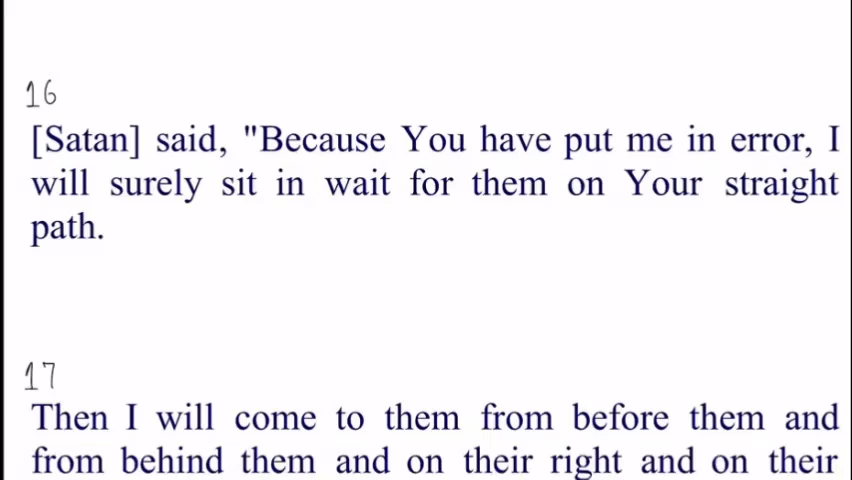 16
[Satan] said, "Because You have put me in error, I
will surely sit in wait for them on Your straight
path.
17
Then I will come to them from before them and
from behind them and on their right and on their